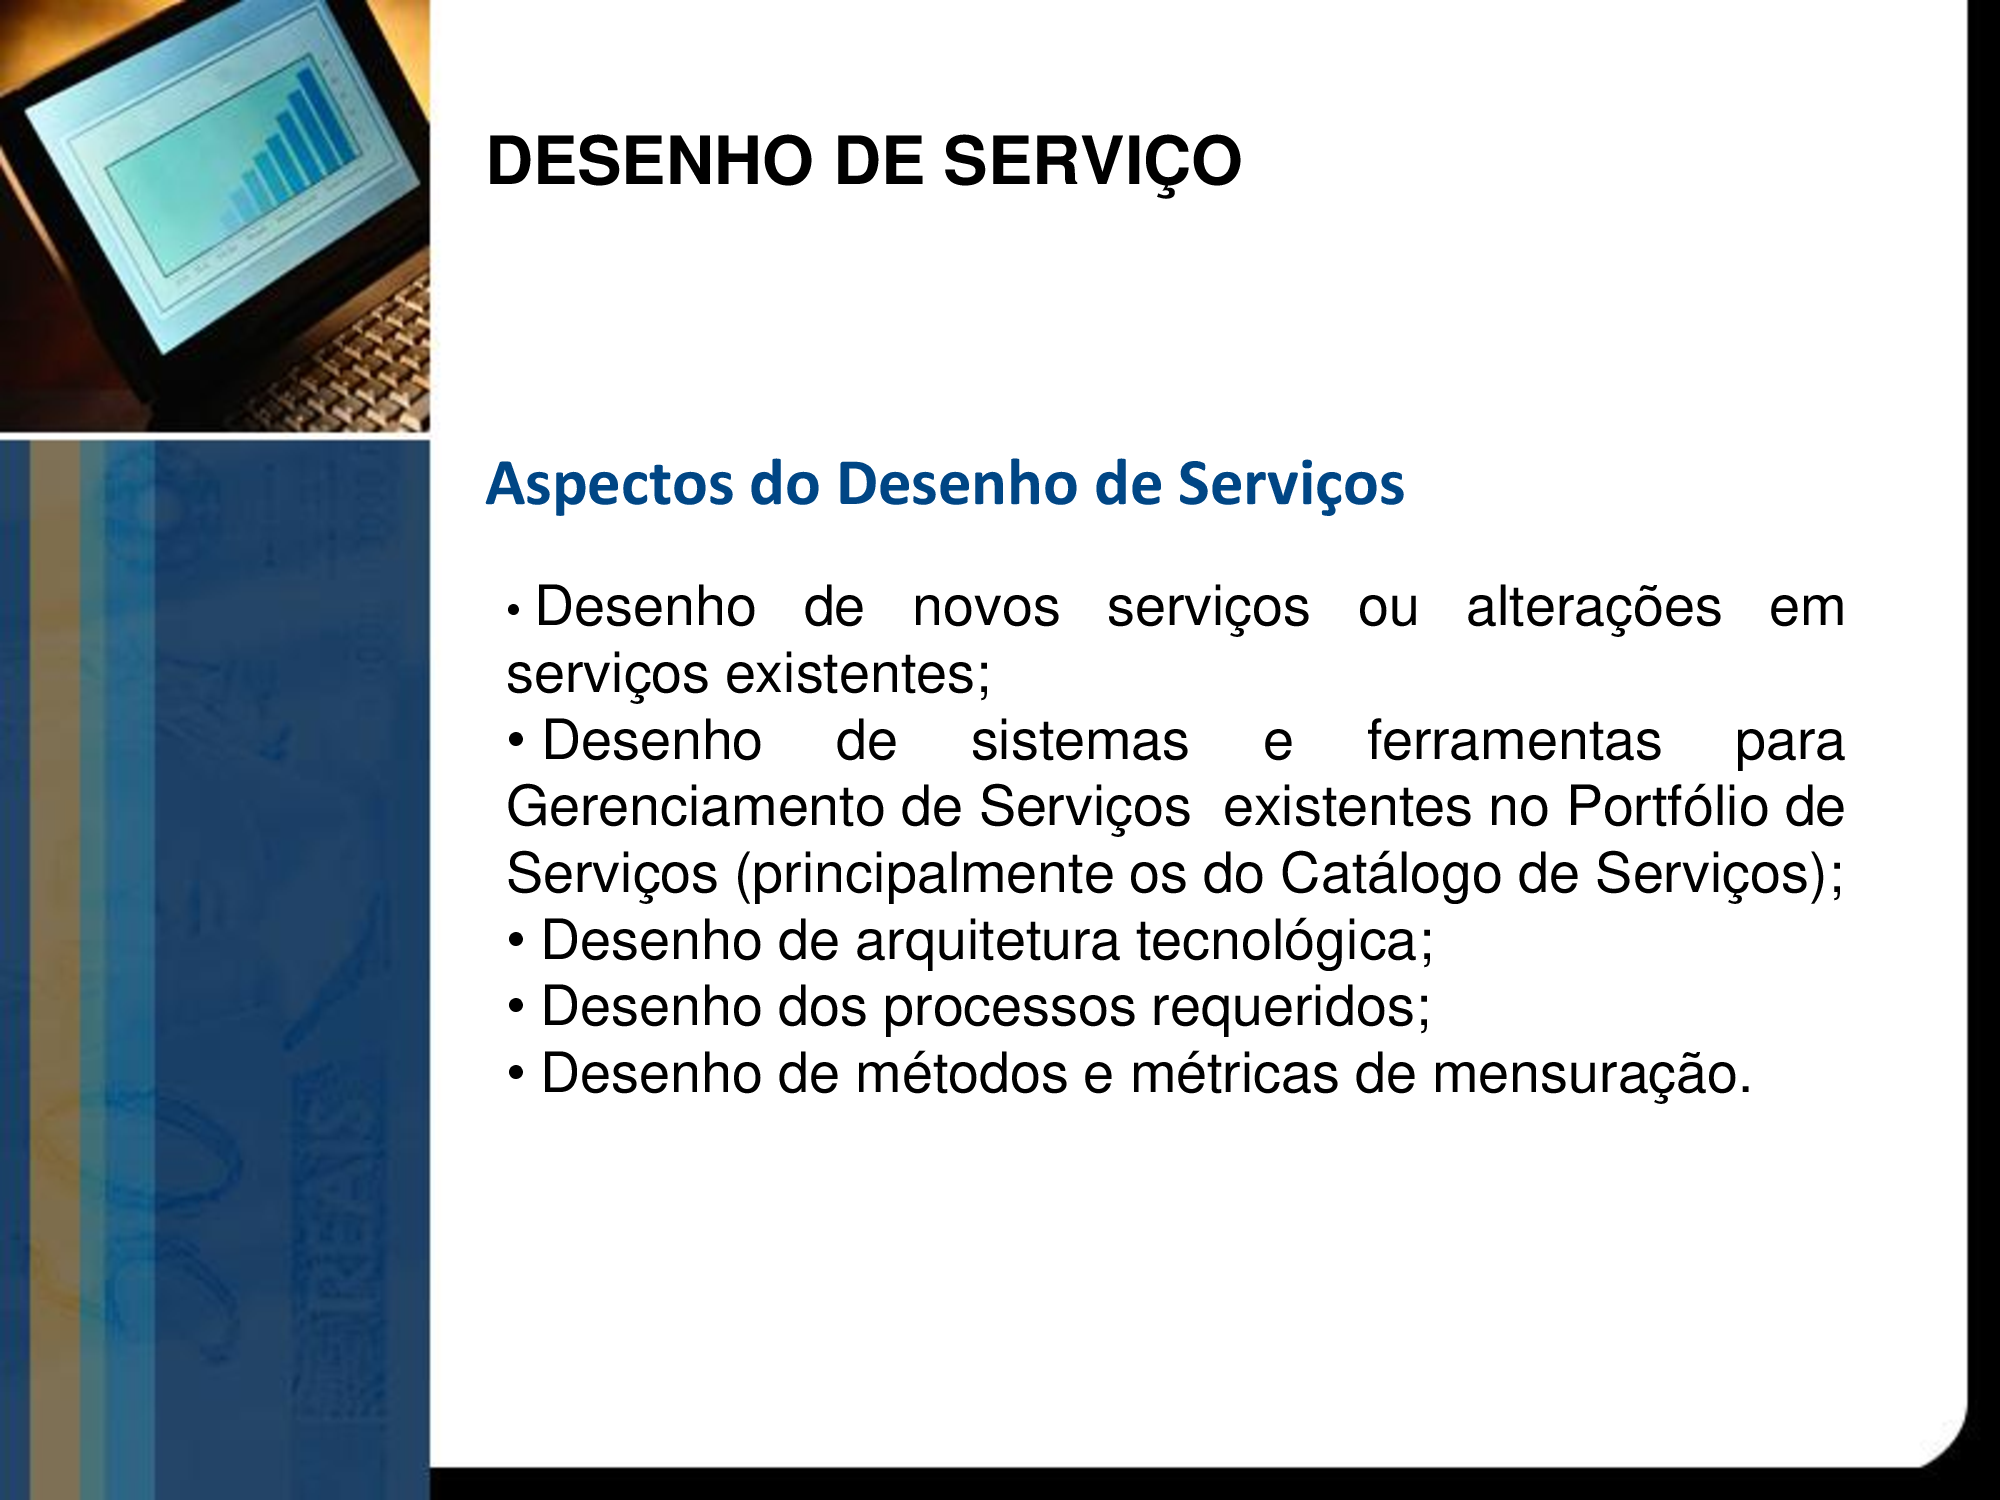 DESENHO DE SERVIÇO
Aspectos do Desenho de Serviços
• Desenho de novos serviços ou alterações em
serviços existentes;
• Desenho de sistemas e ferramentas para
Gerenciamento de Serviços existentes no Portfólio de
Serviços (principalmente os do Catálogo de Serviços);
• Desenho de arquitetura tecnológica;
• Desenho dos processos requeridos;
• Desenho de métodos e métricas de mensuração.
REAIS